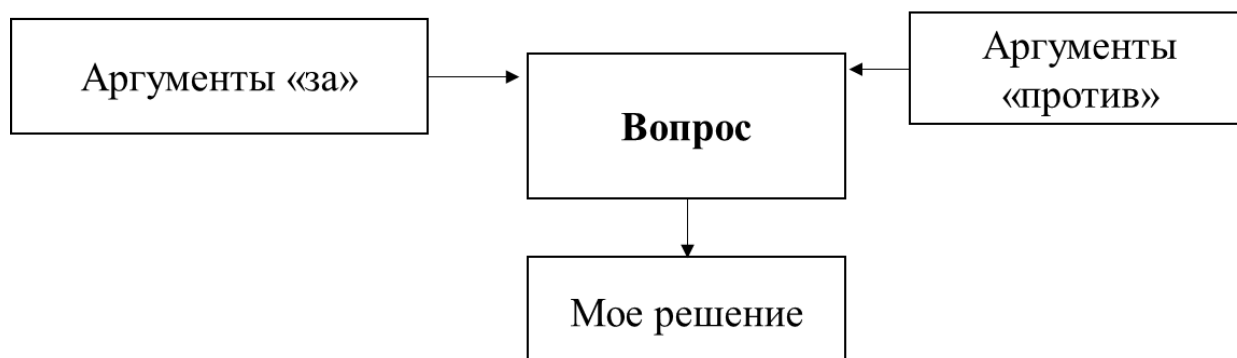 Аргументы «за»
Вопрос
Аргументы
«против»
Мое решение